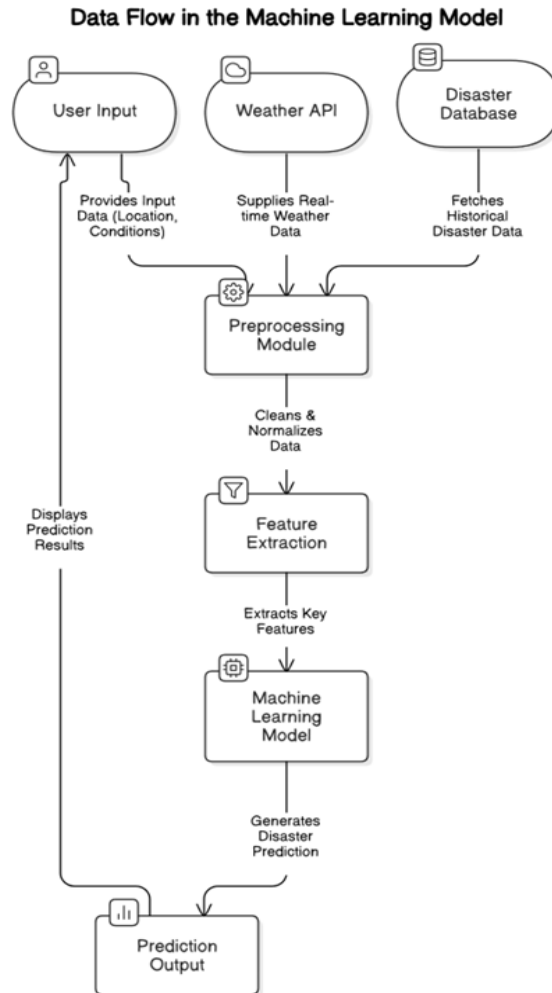 Data Flow in the Machine Learning Model
User Input
Weather API
Disaster
Database
Provides Input
Data (Location,
Conditions)
Supplies Real-
time Weather
Data
Fetches
Historical
Disaster Data
Preprocessing
Module
Cleans &
Normalizes
Data
Feature
Extraction
Extracts Key
Features
Machine
Learning
Model
Generates
Disaster
Prediction
Prediction
Output
Displays
Prediction
Results